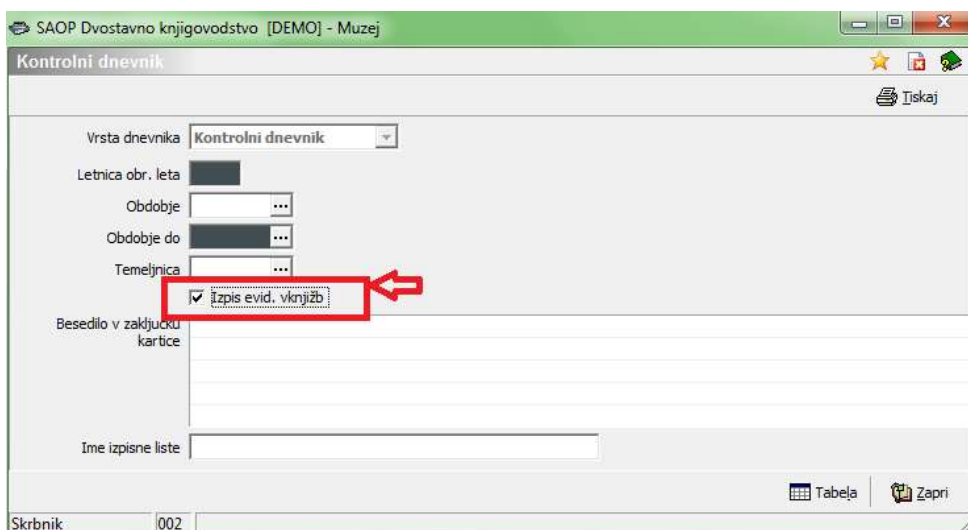 SAOP Dvostavno knjigovodstvo [DEMO] - Muzej
Kontrolni dnevnik
Tiskaj
Vrsta dnevnika Kontrolni dnevnik
Letnica obr. leta
Obdobje ...
Obdobje do ...
Temeljnica ...
Izpis evid. vknjižb
Besedilo v zaključku
kartice
Ime izpisne liste
Tabela Zapri
Skrbnik 002